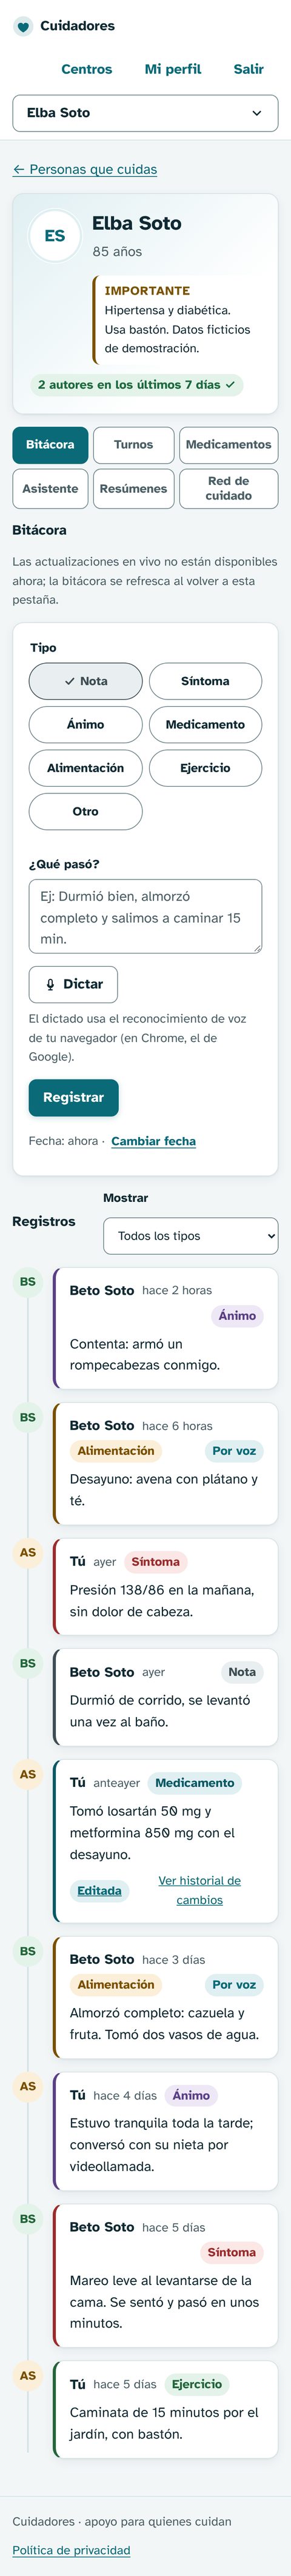 Cuidadores
Centros Mi perfil Salir
Elba Soto
← Personas que cuidas
ES
Elba Soto
85 años
IMPORTANTE
Hipertensa y diabética.
Usa bastón. Datos ficticios
de demostración.
2 autores en los últimos 7 días ✓
Bitácora Turnos Medicamentos
Asistente Resúmenes Red de
cuidado
Bitácora
Las actualizaciones en vivo no están disponibles
ahora; la bitácora se refresca al volver a esta
pestaña.
Tipo
✓ Nota Síntoma
Ánimo Medicamento
Alimentación Ejercicio
Otro
¿Qué pasó?
Ej: Durmió bien, almorzó
completo y salimos a caminar 15
min.
Dictar
El dictado usa el reconocimiento de voz
de tu navegador (en Chrome, el de
Google).
Registrar
Fecha: ahora · Cambiar fecha
Mostrar
Registros
Todos los tipos
BS
Beto Soto hace 2 horas
Ánimo
Contenta: armó un
rompecabezas conmigo.
BS
Beto Soto hace 6 horas
Alimentación Por voz
Desayuno: avena con plátano y
té.
AS
Tú ayer Síntoma
Presión 138/86 en la mañana,
sin dolor de cabeza.
BS
Beto Soto ayer Nota
Durmió de corrido, se levantó
una vez al baño.
AS
Tú anteayer Medicamento
Tomó losartán 50 mg y
metformina 850 mg con el
desayuno.
Editada Ver historial de
cambios
BS
Beto Soto hace 3 días
Alimentación Por voz
Almorzó completo: cazuela y
fruta. Tomó dos vasos de agua.
AS
Tú hace 4 días Ánimo
Estuvo tranquila toda la tarde;
conversó con su nieta por
videollamada.
BS
Beto Soto hace 5 días
Síntoma
Mareo leve al levantarse de la
cama. Se sentó y pasó en unos
minutos.
AS
Tú hace 5 días Ejercicio
Caminata de 15 minutos por el
jardín, con bastón.
Cuidadores · apoyo para quienes cuidan
Política de privacidad